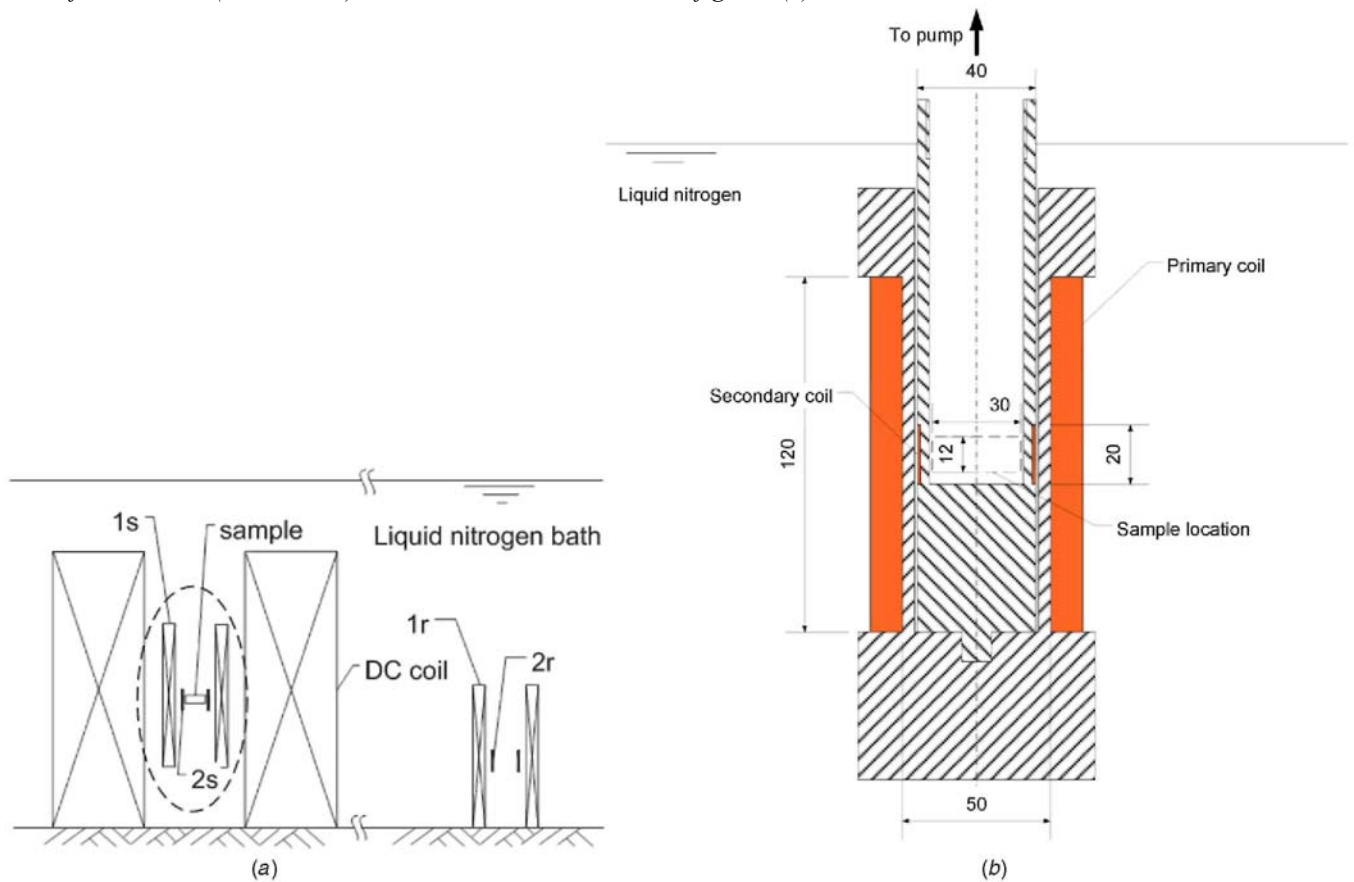 To pump
40
Liquid nitrogen
Primary coil
Secondary coil
30
12
20
120
Sample location
50
(b)
1s
sample
Liquid nitrogen bath
1r
2r
DC coil
2s
(a)